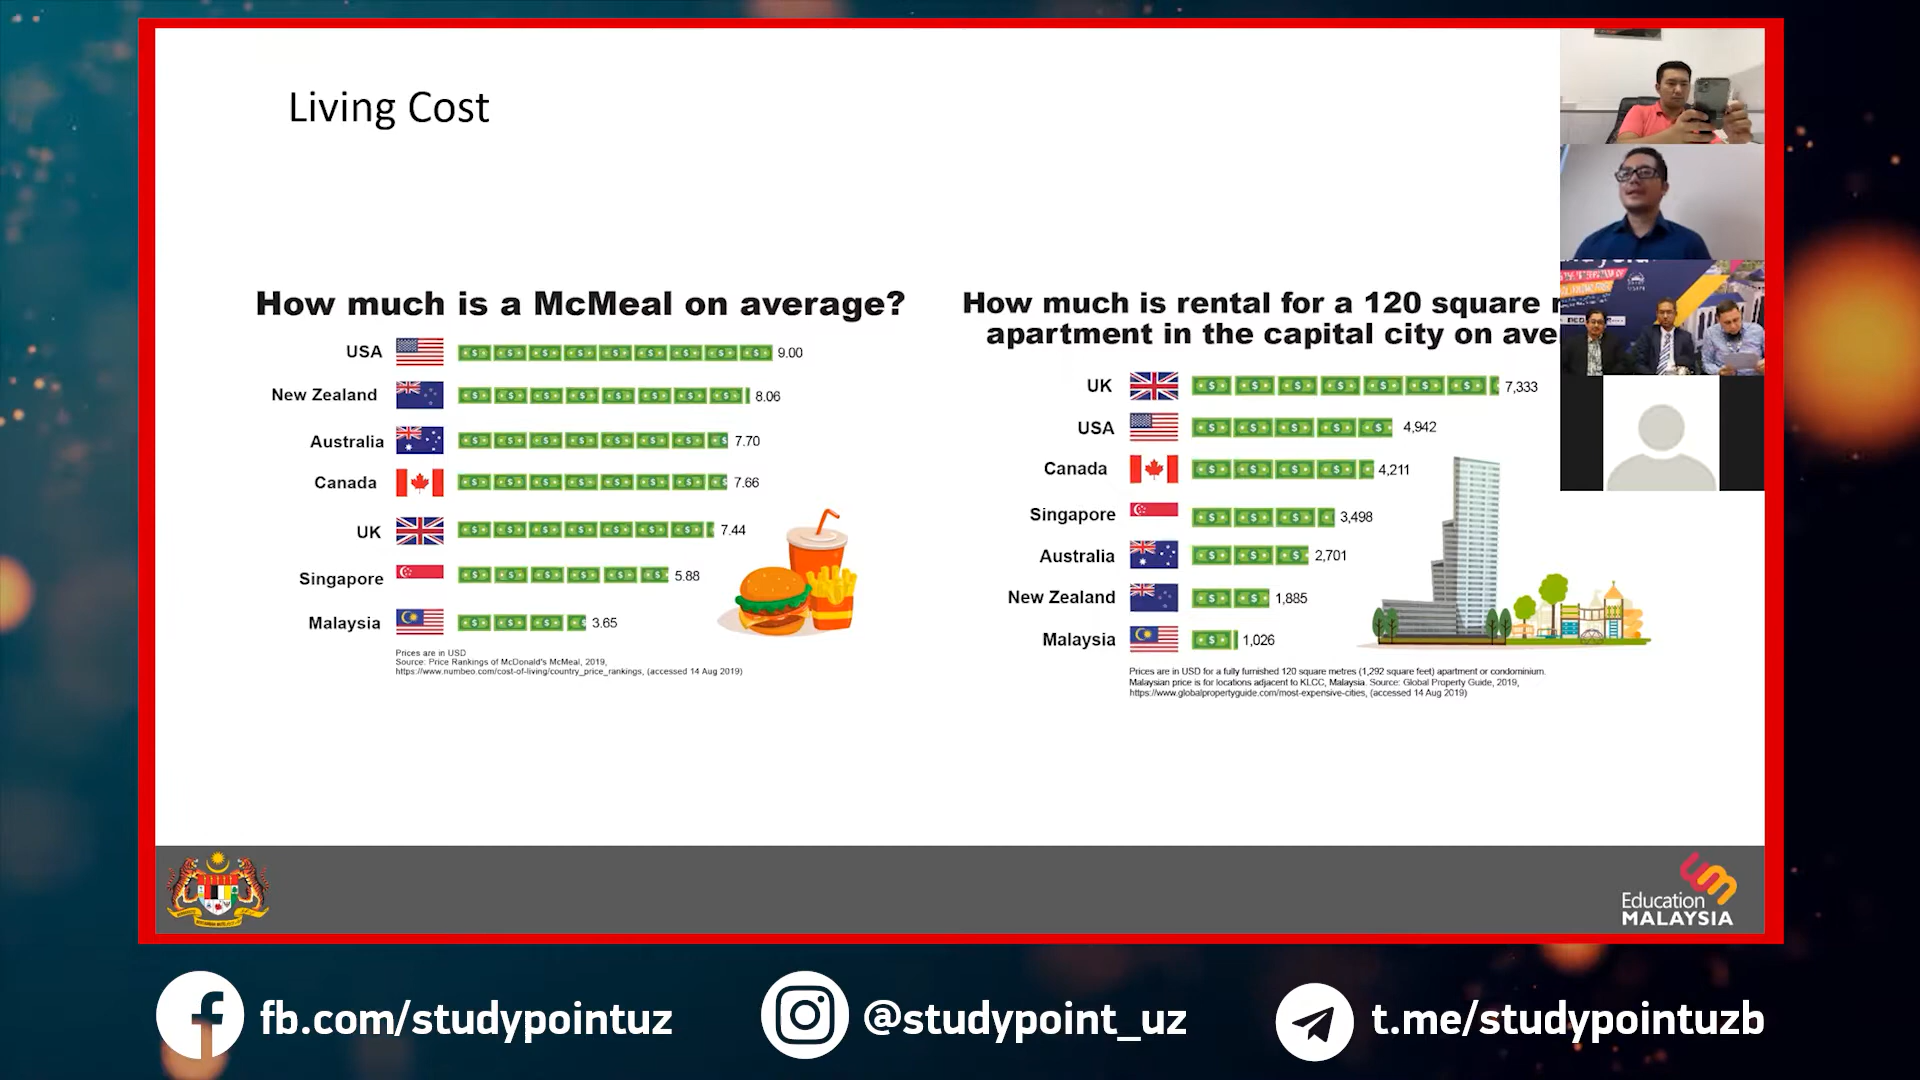 Living Cost
How much is a McMeal on average?
USA 9.00
New Zealand 8.06
Australia 7.70
Canada 7.66
UK 7.44
Singapore 5.88
Malaysia 3.65
Prices are in USD
Source: Price Rankings of McDonald's McMeal, 2019,
https://www.numbeo.com/cost-of-living/country_price_rankings, (accessed 14 Aug 2019)
How much is rental for a 120 square
apartment in the capital city on ave
UK 7,333
USA 4,942
Canada 4,211
Singapore 3,498
Australia 2,701
New Zealand 1,885
Malaysia 1,026
Prices are in USD for a fully furnished 120 square metres (1,292 square feet) apartment or condominium.
Malaysian price is for locations adjacent to KLCC, Malaysia. Source: Global Property Guide, 2019,
https://www.globalpropertyguide.com/most-expensive-cities, (accessed 14 Aug 2019)
Education
MALAYSIA
fb.com/studypointuz
@studypoint_uz
t.me/studypointuzb